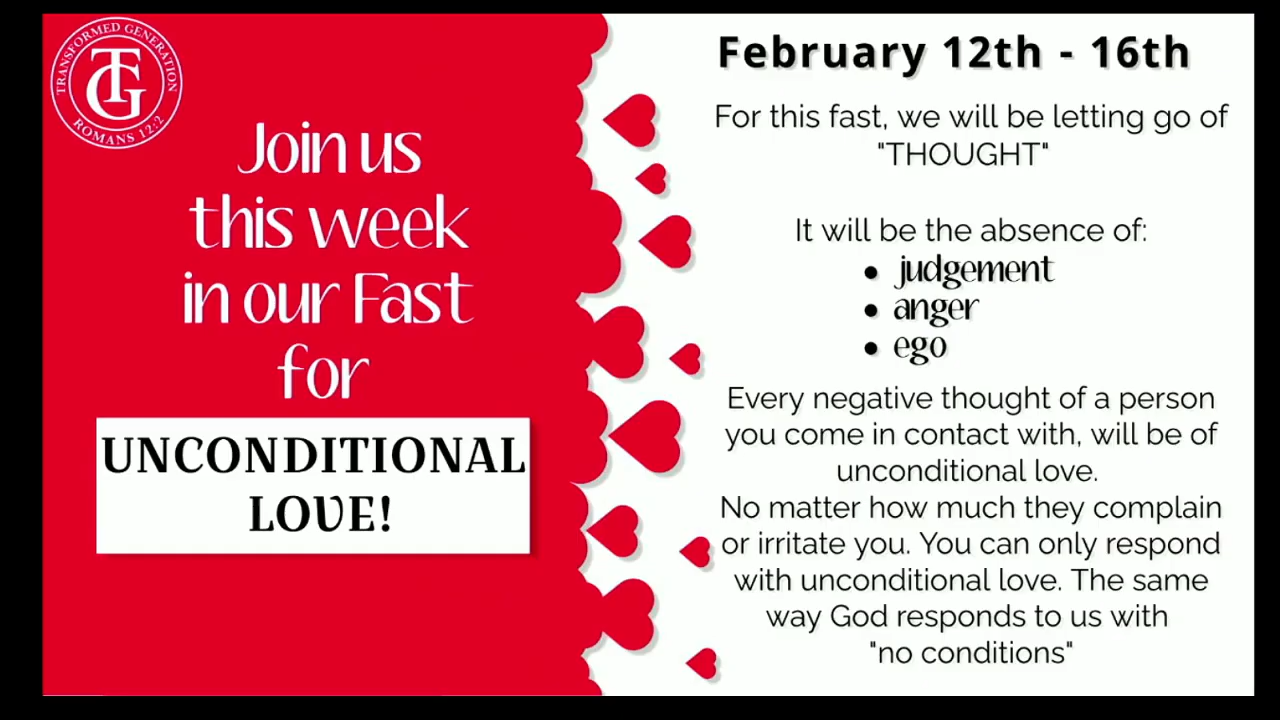 TRANSFORMED GENERATION
TG
ROMANS 12:2
Join us
this week
in our Fast
for
UNCONDITIONAL
LOVE!
February 12th - 16th
For this fast, we will be letting go of
"THOUGHT"
It will be the absence of:
• judgement
• anger
• ego
Every negative thought of a person
you come in contact with, will be of
unconditional love.
No matter how much they complain
or irritate you. You can only respond
with unconditional love. The same
way God responds to us with
"no conditions"